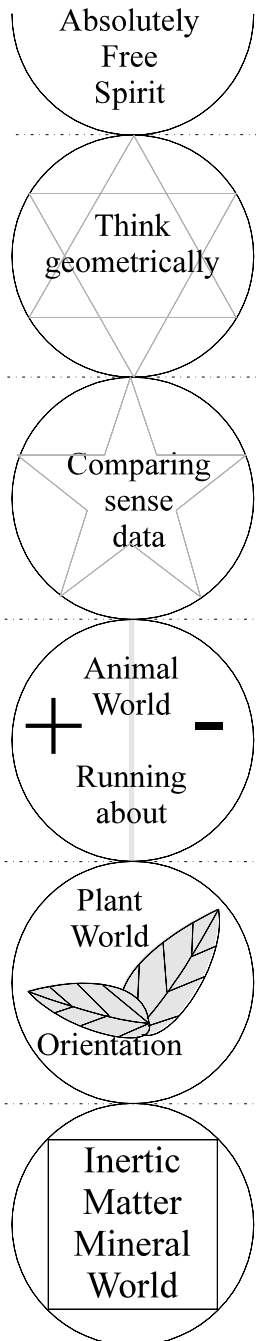 Absolutely
Free
Spirit
Think
geometrically
Comparing
sense
data
Animal
World
+ -
Running
about
Plant
World
Orientation
Inertic
Matter
Mineral
World